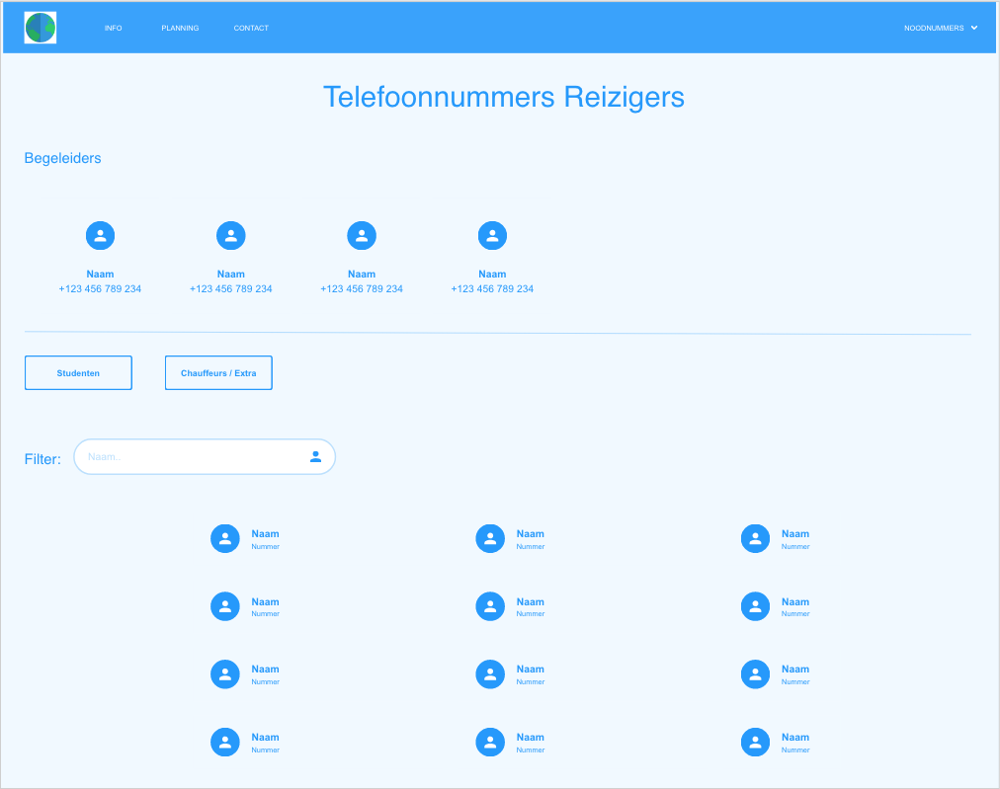 INFO PLANNING CONTACT NOODNUMMERS
Telefoonnummers Reizigers
Begeleiders
Naam Naam Naam Naam
+123 456 789 234 +123 456 789 234 +123 456 789 234 +123 456 789 234
Studenten Chauffeurs / Extra
Filter: Naam..
Naam Naam Naam
Nummer Nummer Nummer
Naam Naam Naam
Nummer Nummer Nummer
Naam Naam Naam
Nummer Nummer Nummer
Naam Naam Naam
Nummer Nummer Nummer